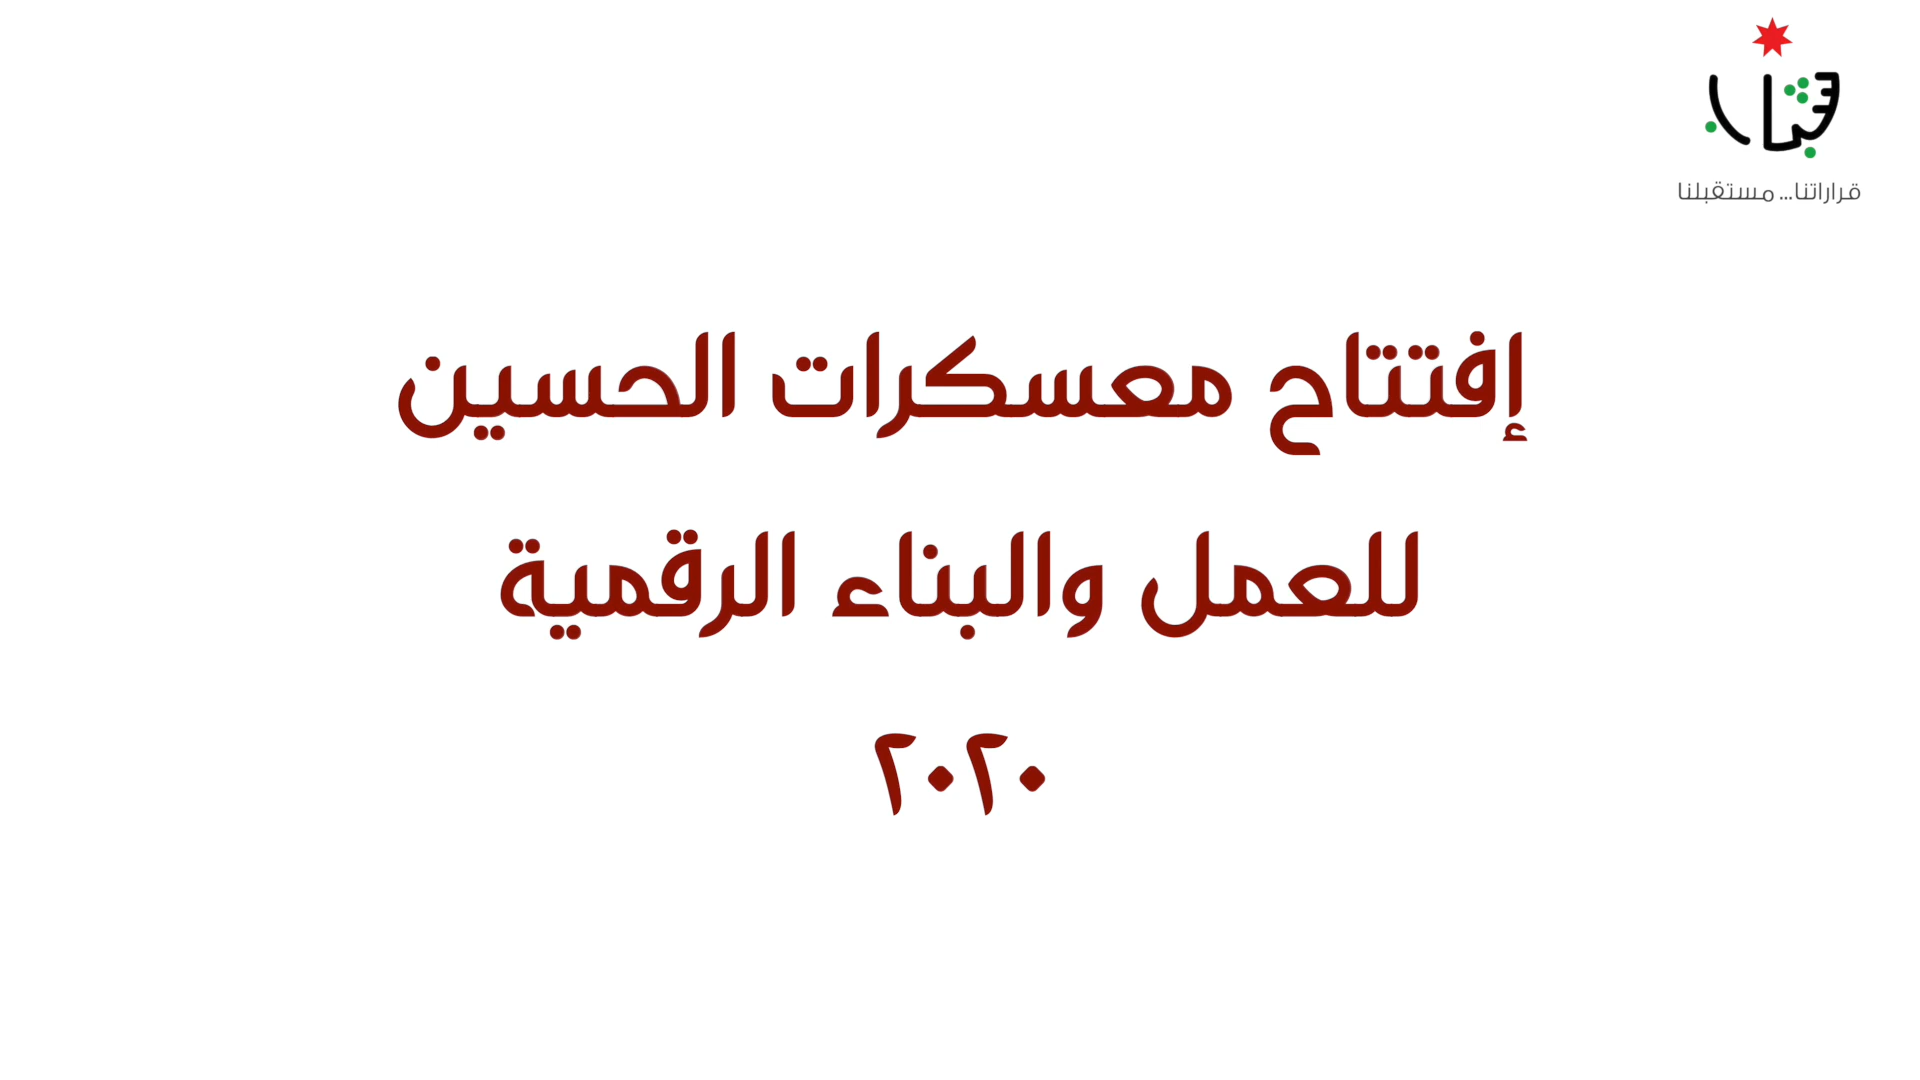 شباب
قراراتنا... مستقبلنا
إفتتاح معسكرات الحسين
للعمل والبناء الرقمية
٢٠٢٠